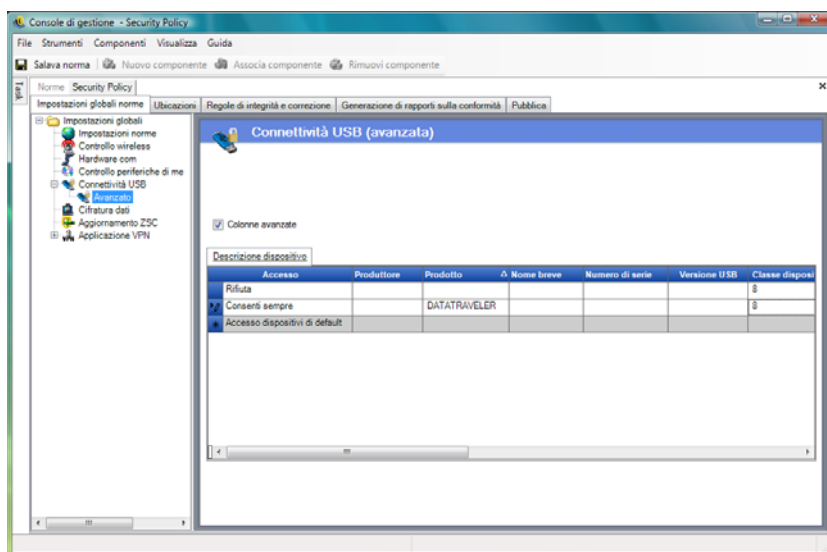 Console di gestione - Security Policy
File Strumenti Componenti Visualizza Guida
Salava norma Nuovo componente Associa componente Rimuovi componente
Task
Norme Security Policy
Impostazioni globali norme Ubicazioni Regole di integrità e correzione Generazione di rapporti sulla conformità Pubblica
Impostazioni globali
Impostazioni norme
Controllo wireless
Hardware com
Controllo periferiche di me
Connettività USB
Avanzato
Cifratura dati
Aggiornamento ZSC
Applicazione VPN
Connettività USB (avanzata)
Colonne avanzate
Descrizione dispositivo
Accesso Produttore Prodotto Nome breve Numero di serie Versione USB Classe disposi
Rifiuta 8
Consenti sempre DATATRAVELER 8
Accesso dispositivi di default